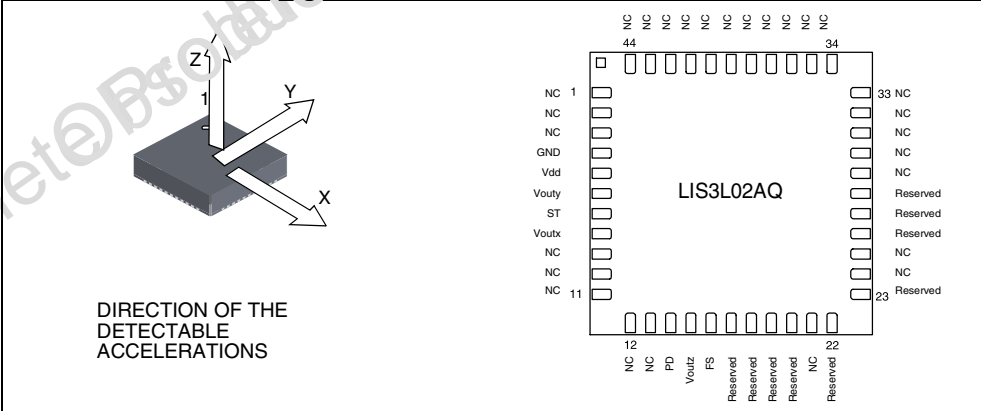 Z
1
Y
X
DIRECTION OF THE
DETECTABLE
ACCELERATIONS
NC NC NC NC NC NC NC NC NC NC NC
44 34
NC 1
NC
NC
GND
Vdd
Vouty
ST
Voutx
NC
NC
NC 11
LIS3L02AQ
33 NC
NC
NC
NC
NC
Reserved
Reserved
Reserved
NC
NC
23 Reserved
12 22
NC NC PD Voutz FS Reserved Reserved Reserved Reserved NC Reserved